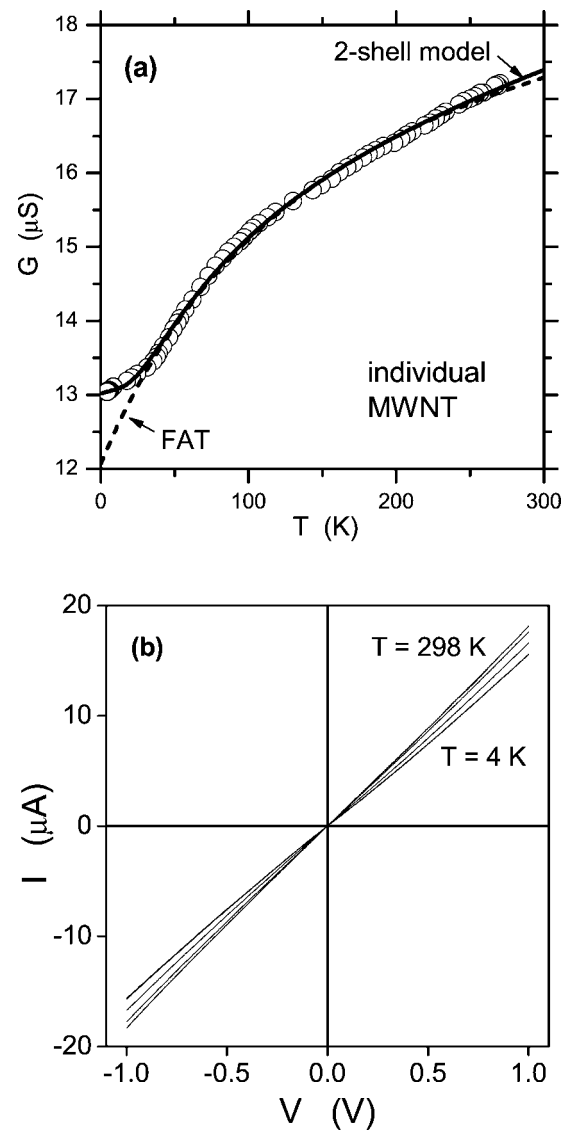 18
(a)
2-shell model
17
16
G (μS)
15
14
individual
MWNT
13
FAT
12
0
100
200
300
T (K)
20
(b)
T = 298 K
10
T = 4 K
I (μA)
0
-10
-20
-1.0
-0.5
0.0
0.5
1.0
V (V)